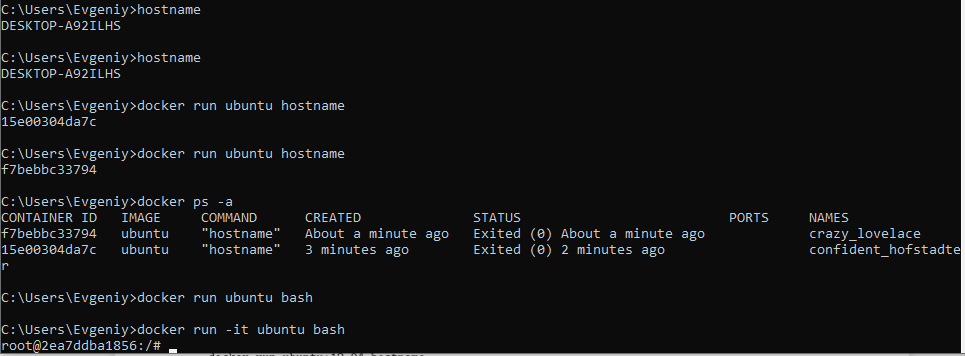 C:\Users\Evgeniy>hostname
DESKTOP-A92ILHS
C:\Users\Evgeniy>hostname
DESKTOP-A92ILHS
C:\Users\Evgeniy>docker run ubuntu hostname
15e00304da7c
C:\Users\Evgeniy>docker run ubuntu hostname
f7bebbc33794
C:\Users\Evgeniy>docker ps -a
CONTAINER ID   IMAGE     COMMAND      CREATED              STATUS                          PORTS     NAMES
f7bebbc33794   ubuntu    "hostname"   About a minute ago   Exited (0) About a minute ago             crazy_lovelace
15e00304da7c   ubuntu    "hostname"   3 minutes ago        Exited (0) 2 minutes ago                  confident_hofstadte
r
C:\Users\Evgeniy>docker run ubuntu bash
C:\Users\Evgeniy>docker run -it ubuntu bash
root@2ea7ddba1856:/#